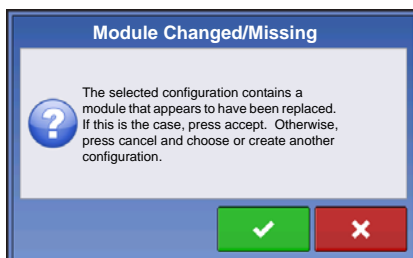 Module Changed/Missing
The selected configuration contains a
module that appears to have been replaced.
If this is the case, press accept.  Otherwise,
press cancel and choose or create another
configuration.